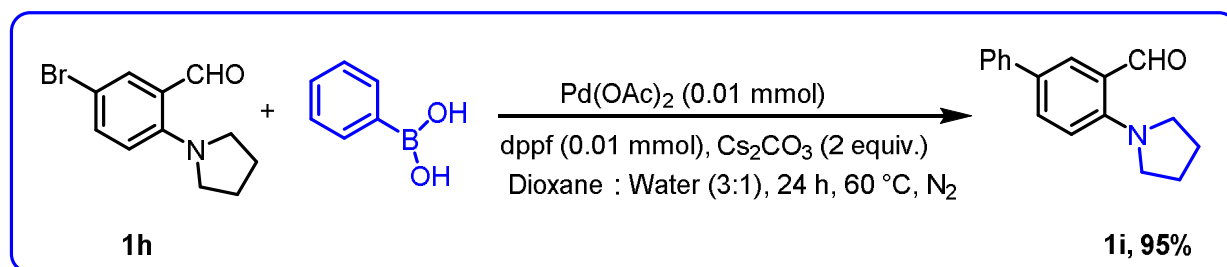 Br
CHO
N
1h
+
B
OH
OH
Pd(OAc)₂ (0.01 mmol)
dppf (0.01 mmol), Cs₂CO₃ (2 equiv.)
Dioxane : Water (3:1), 24 h, 60 °C, N₂
Ph
CHO
N
1i, 95%